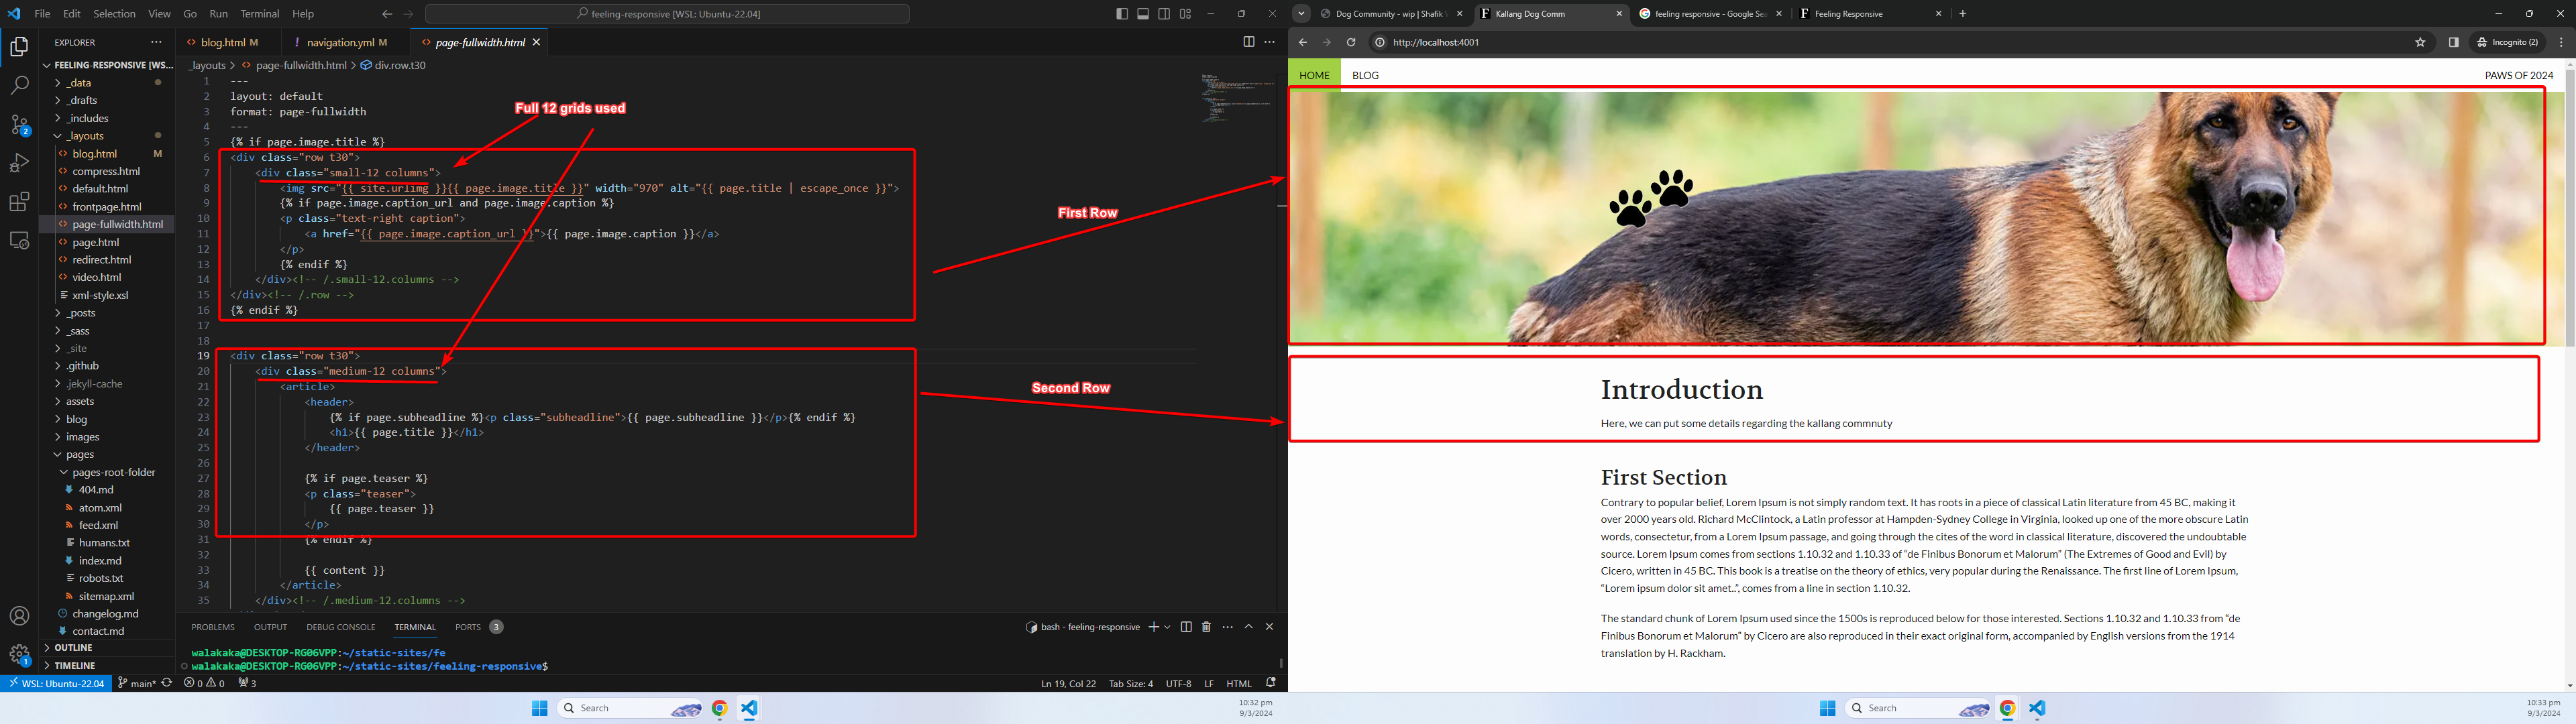 File Edit Selection View Go Run Terminal Help
feeling-responsive [WSL: Ubuntu-22.04]
EXPLORER
FEELING-RESPONSIVE [WS...
_data
_drafts
_includes
_layouts
blog.html M
compress.html
default.html
frontpage.html
page-fullwidth.html
page.html
redirect.html
video.html
xml-style.xsl
_posts
_sass
_site
.github
.jekyll-cache
assets
blog
images
pages
pages-root-folder
404.md
atom.xml
feed.xml
humans.txt
index.md
robots.txt
sitemap.xml
changelog.md
contact.md
OUTLINE
TIMELINE
2
1
blog.html M
navigation.yml M
page-fullwidth.html
_layouts > page-fullwidth.html > div.row.t30
1 ---
2 layout: default
3 format: page-fullwidth
4 ---
5 {% if page.image.title %}
6 <div class="row t30">
7 <div class="small-12 columns">
8 <img src="{{ site.urlimg }}{{ page.image.title }}" width="970" alt="{{ page.title | escape_once }}">
9 {% if page.image.caption_url and page.image.caption %}
10 <p class="text-right caption">
11 <a href="{{ page.image.caption_url }}">{{ page.image.caption }}</a>
12 </p>
13 {% endif %}
14 </div><!-- /.small-12.columns -->
15 </div><!-- /.row -->
16 {% endif %}
17
18
19 <div class="row t30">
20 <div class="medium-12 columns">
21 <article>
22 <header>
23 {% if page.subheadline %}<p class="subheadline">{{ page.subheadline }}</p>{% endif %}
24 <h1>{{ page.title }}</h1>
25 </header>
26
27 {% if page.teaser %}
28 <p class="teaser">
29 {{ page.teaser }}
30 </p>
31 {% endif %}
32
33 {{ content }}
34 </article>
35 </div><!-- /.medium-12.columns -->
Full 12 grids used
First Row
Second Row
PROBLEMS OUTPUT DEBUG CONSOLE TERMINAL PORTS 3
bash - feeling-responsive
walakaka@DESKTOP-RG06VPP:~/static-sites/fe
walakaka@DESKTOP-RG06VPP:~/static-sites/feeling-responsive$
WSL: Ubuntu-22.04 main* 0 0 3
Ln 19, Col 22 Tab Size: 4 UTF-8 LF HTML
Search
10:32 pm
9/3/2024
Dog Community - wip | Shafik
Kallang Dog Comm
feeling responsive - Google Se
Feeling Responsive
http://localhost:4001
Incognito (2)
HOME BLOG
PAWS OF 2024
Introduction
Here, we can put some details regarding the kallang commnuty
First Section
Contrary to popular belief, Lorem Ipsum is not simply random text. It has roots in a piece of classical Latin literature from 45 BC, making it
over 2000 years old. Richard McClintock, a Latin professor at Hampden-Sydney College in Virginia, looked up one of the more obscure Latin
words, consectetur, from a Lorem Ipsum passage, and going through the cites of the word in classical literature, discovered the undoubtable
source. Lorem Ipsum comes from sections 1.10.32 and 1.10.33 of “de Finibus Bonorum et Malorum” (The Extremes of Good and Evil) by
Cicero, written in 45 BC. This book is a treatise on the theory of ethics, very popular during the Renaissance. The first line of Lorem Ipsum,
“Lorem ipsum dolor sit amet..”, comes from a line in section 1.10.32.
The standard chunk of Lorem Ipsum used since the 1500s is reproduced below for those interested. Sections 1.10.32 and 1.10.33 from “de
Finibus Bonorum et Malorum” by Cicero are also reproduced in their exact original form, accompanied by English versions from the 1914
translation by H. Rackham.
Search
10:33 pm
9/3/2024